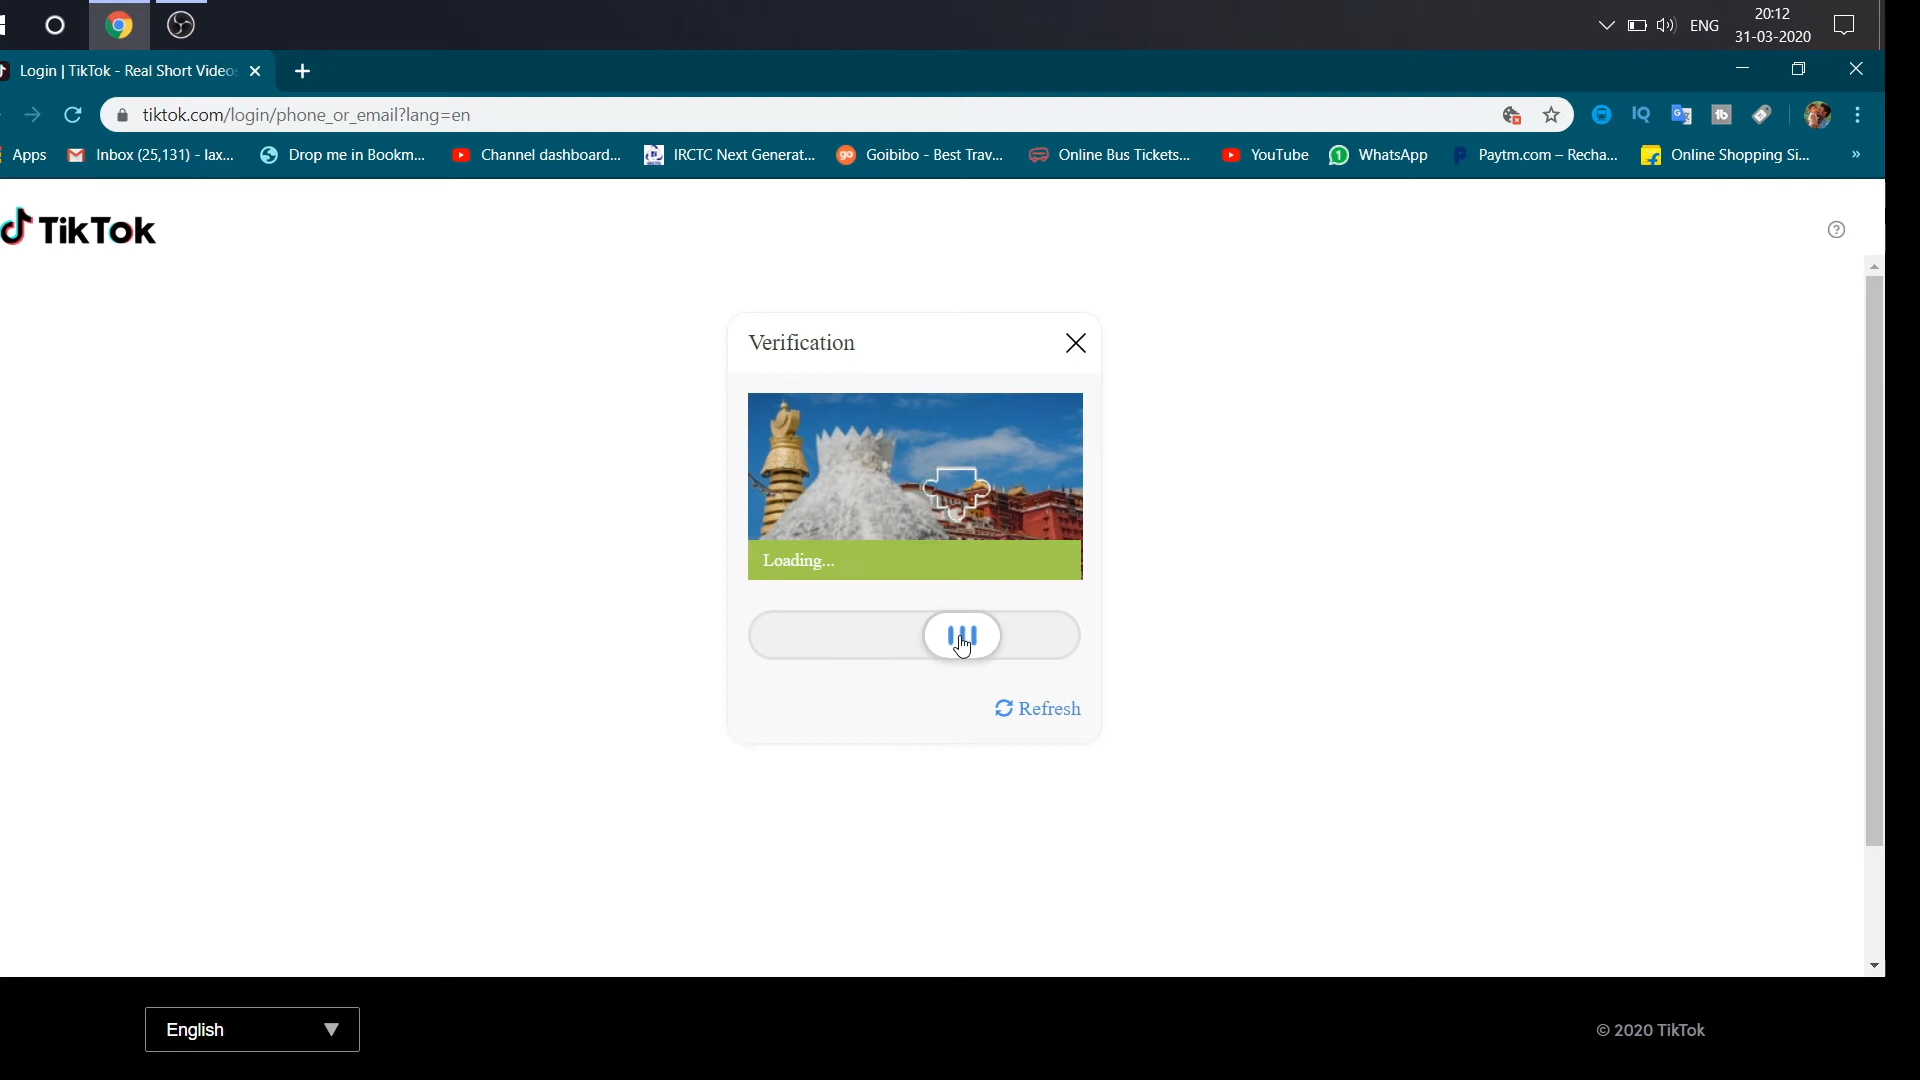 20:12
ENG
31-03-2020
Login | TikTok - Real Short Videos
tiktok.com/login/phone_or_email?lang=en
Apps Inbox (25,131) - lax... Drop me in Bookm... Channel dashboard... IRCTC Next Generat... Goibibo - Best Trav... Online Bus Tickets... YouTube WhatsApp Paytm.com – Recha... Online Shopping Si... »
TikTok
Verification
Loading...
Refresh
English
© 2020 TikTok